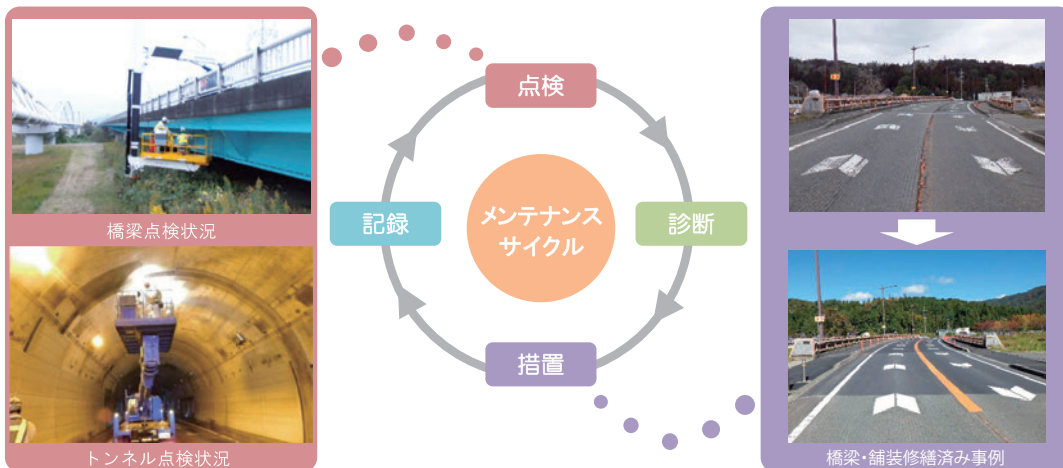 橋梁点検状況
トンネル点検状況
点検
診断
措置
記録
メンテナンス
サイクル
橋梁・舗装修繕済み事例